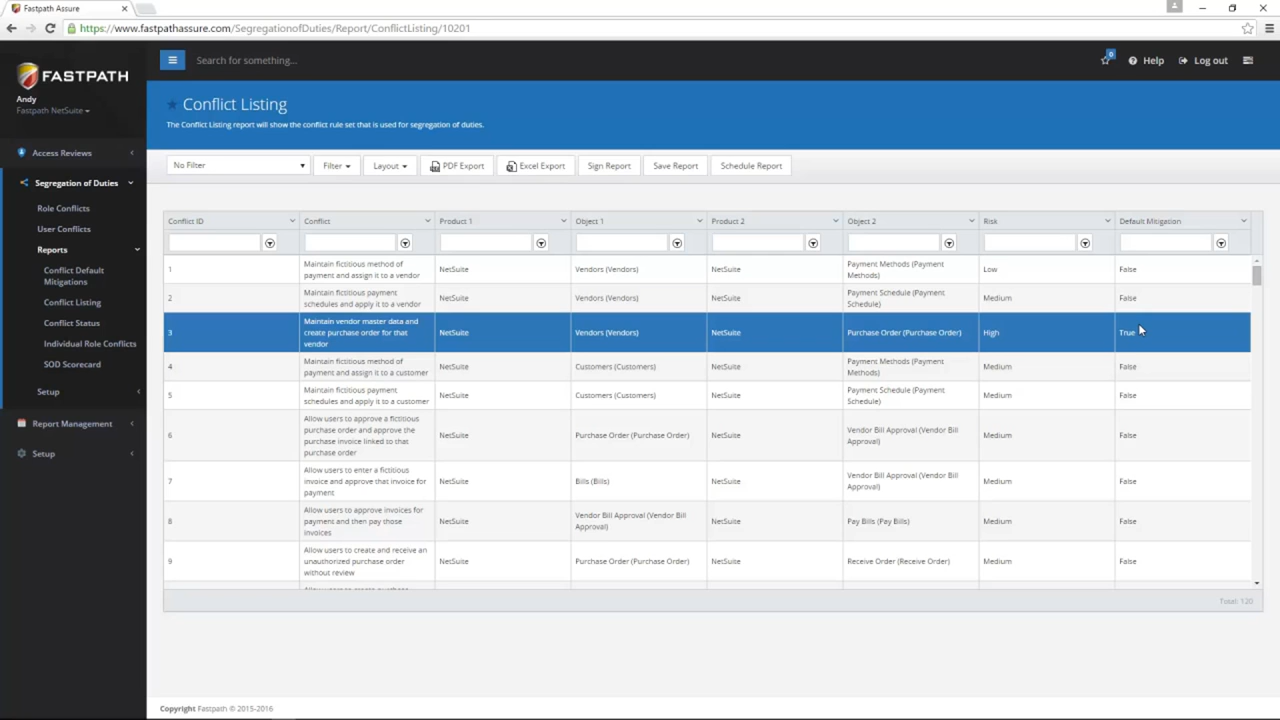 Fastpath Assure
https://www.fastpathassure.com/SegregationofDuties/Report/ConflictListing/10201
FASTPATH
Search for something...
0
Help
Log out
Andy
Fastpath NetSuite
Conflict Listing
The Conflict Listing report will show the conflict rule set that is used for segregation of duties.
Access Reviews
Segregation of Duties
Role Conflicts
User Conflicts
Reports
Conflict Default
Mitigations
Conflict Listing
Conflict Status
Individual Role Conflicts
SOD Scorecard
Setup
Report Management
Setup
No Filter
Filter
Layout
PDF Export
Excel Export
Sign Report
Save Report
Schedule Report
Conflict ID Conflict Product 1 Object 1 Product 2 Object 2 Risk Default Mitigation
1
Maintain fictitious method of
payment and assign it to a vendor
NetSuite
Vendors (Vendors)
NetSuite
Payment Methods (Payment
Methods)
Low
False
2
Maintain fictitious payment
schedules and apply it to a vendor
NetSuite
Vendors (Vendors)
NetSuite
Payment Schedule (Payment
Schedule)
Medium
False
3
Maintain vendor master data and
create purchase order for that
vendor
NetSuite
Vendors (Vendors)
NetSuite
Purchase Order (Purchase Order)
High
True
4
Maintain fictitious method of
payment and assign it to a customer
NetSuite
Customers (Customers)
NetSuite
Payment Methods (Payment
Methods)
Medium
False
5
Maintain fictitious payment
schedules and apply it to a customer
NetSuite
Customers (Customers)
NetSuite
Payment Schedule (Payment
Schedule)
Medium
False
6
Allow users to approve a fictitious
purchase order and approve the
purchase invoice linked to that
purchase order
NetSuite
Purchase Order (Purchase Order)
NetSuite
Vendor Bill Approval (Vendor Bill
Approval)
Medium
False
7
Allow users to enter a fictitious
invoice and approve that invoice for
payment
NetSuite
Bills (Bills)
NetSuite
Vendor Bill Approval (Vendor Bill
Approval)
Medium
False
8
Allow users to approve invoices for
payment and then pay those
invoices
NetSuite
Vendor Bill Approval (Vendor Bill
Approval)
NetSuite
Pay Bills (Pay Bills)
Medium
False
9
Allow users to create and receive an
unauthorized purchase order
without review
NetSuite
Purchase Order (Purchase Order)
NetSuite
Receive Order (Receive Order)
Medium
False
Total: 120
Copyright Fastpath © 2015-2016